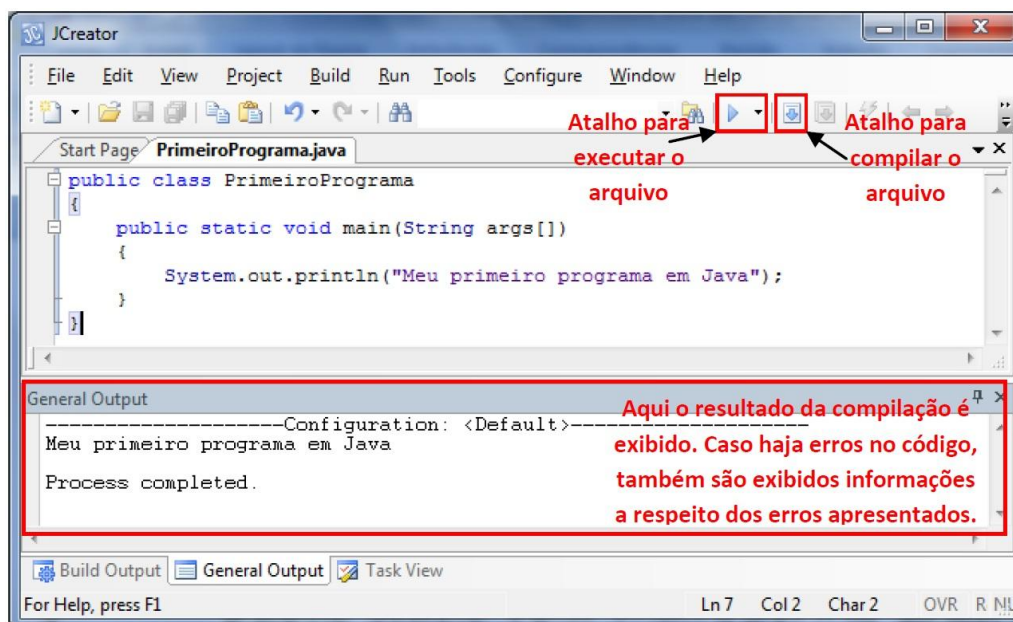 JCreator
File Edit View Project Build Run Tools Configure Window Help
Atalho para
executar o
arquivo
Atalho para
compilar o
arquivo
Start Page PrimeiroPrograma.java
public class PrimeiroPrograma
{
public static void main(String args[])
{
System.out.println("Meu primeiro programa em Java");
}
}
General Output
--------------------Configuration: <Default>--------------------
Meu primeiro programa em Java
Process completed.
Aqui o resultado da compilação é
exibido. Caso haja erros no código,
também são exibidos informações
a respeito dos erros apresentados.
Build Output General Output Task View
For Help, press F1 Ln 7 Col 2 Char 2 OVR R